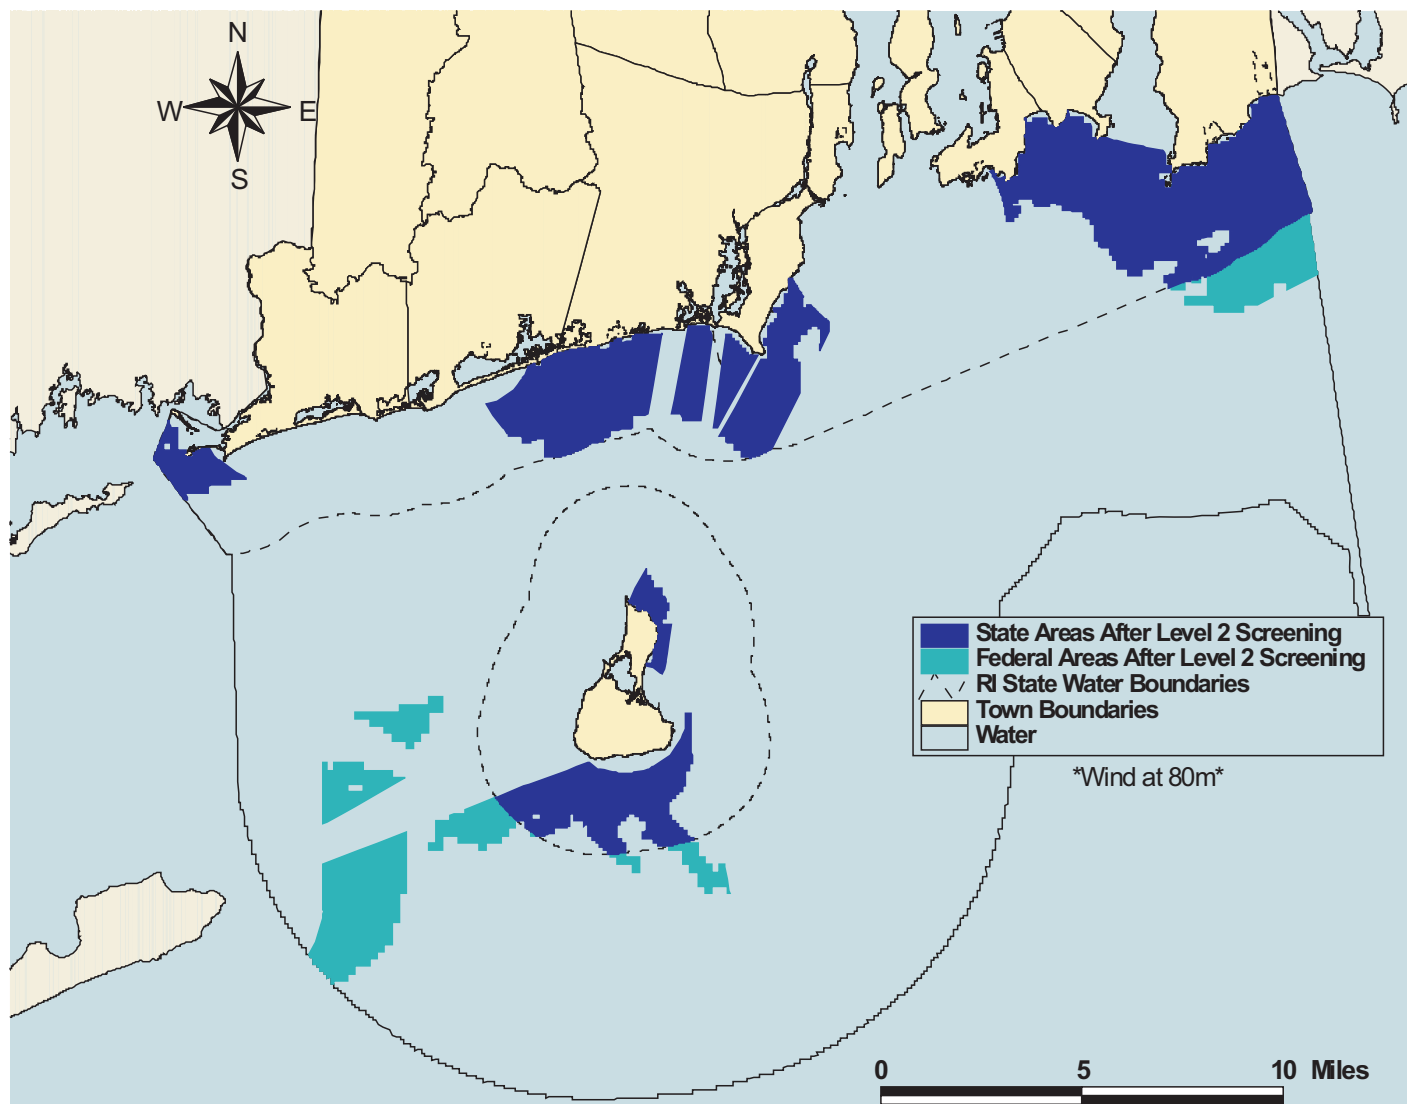 N
W E
S
State Areas After Level 2 Screening
Federal Areas After Level 2 Screening
RI State Water Boundaries
Town Boundaries
Water
*Wind at 80m*
0 5 10 Miles